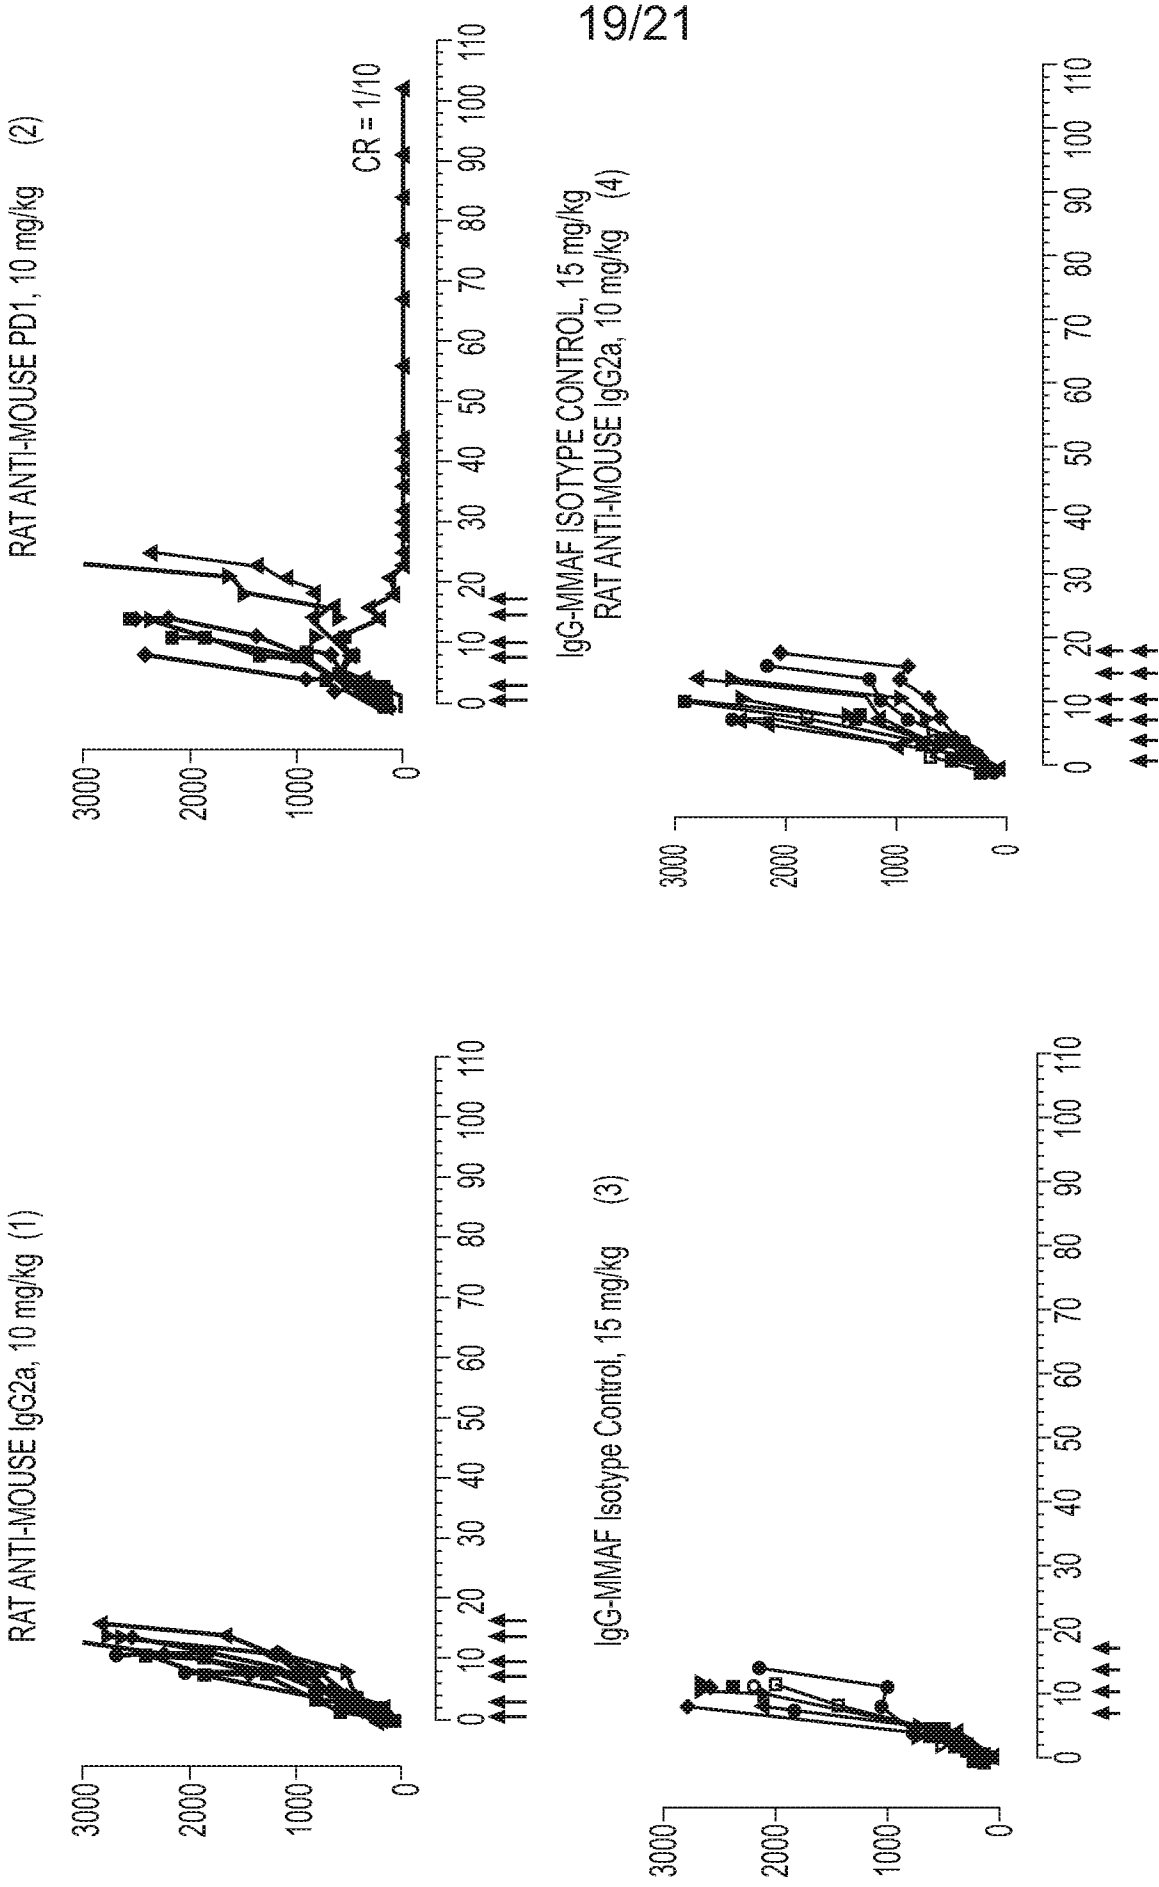 19/21
RAT ANTI-MOUSE IgG2a, 10 mg/kg (1)
3000
2000
1000
0
0 10 20 30 40 50 60 70 80 90 100 110
RAT ANTI-MOUSE PD1, 10 mg/kg (2)
3000
2000
1000
0
CR = 1/10
0 10 20 30 40 50 60 70 80 90 100 110
IgG-MMAF Isotype Control, 15 mg/kg (3)
3000
2000
1000
0
0 10 20 30 40 50 60 70 80 90 100 110
IgG-MMAF ISOTYPE CONTROL, 15 mg/kg
RAT ANTI-MOUSE IgG2a, 10 mg/kg (4)
3000
2000
1000
0
0 10 20 30 40 50 60 70 80 90 100 110